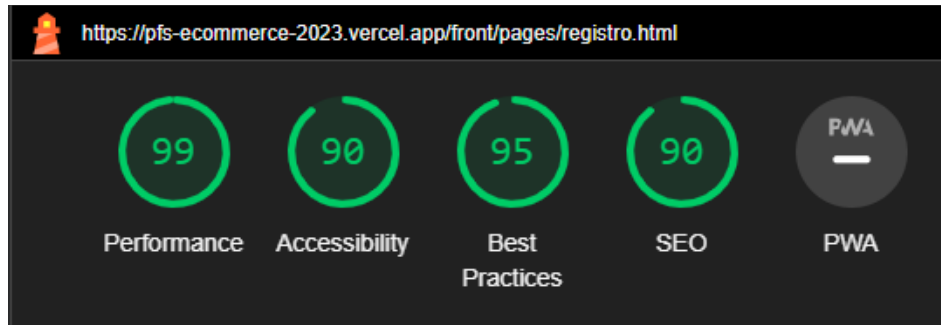 https://pfs-ecommerce-2023.vercel.app/front/pages/registro.html
99
90
95
90
PWA
Performance
Accessibility
Best
Practices
SEO
PWA